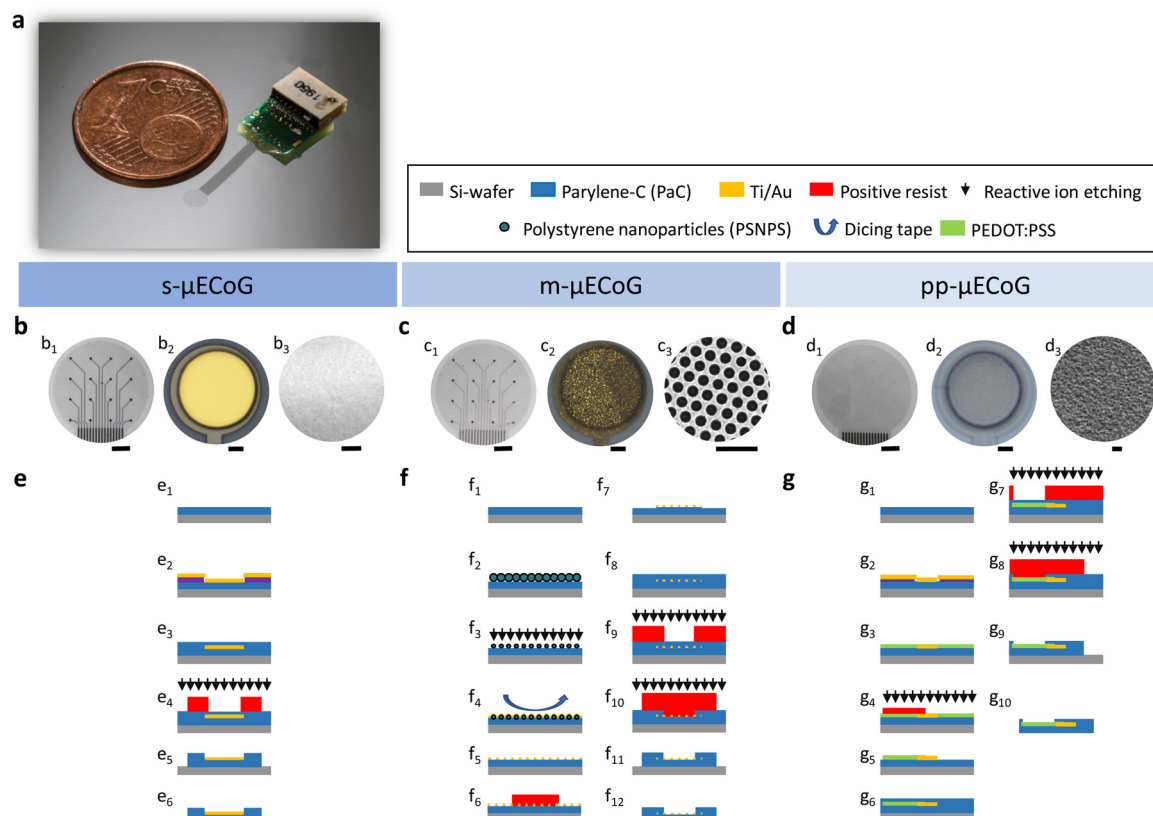 a
1 CENT
1950
Si-wafer Parylene-C (PaC) Ti/Au Positive resist Reactive ion etching
Polystyrene nanoparticles (PSNPS) Dicing tape PEDOT:PSS
s-µECoG m-µECoG pp-µECoG
b c d
b1 b2 b3 c1 c2 c3 d1 d2 d3
e f g
e1 f1 f7 g1 g7
e2 f2 f8 g2 g8
e3 f3 f9 g3 g9
e4 f4 f10 g4 g10
e5 f5 f11 g5
e6 f6 f12 g6